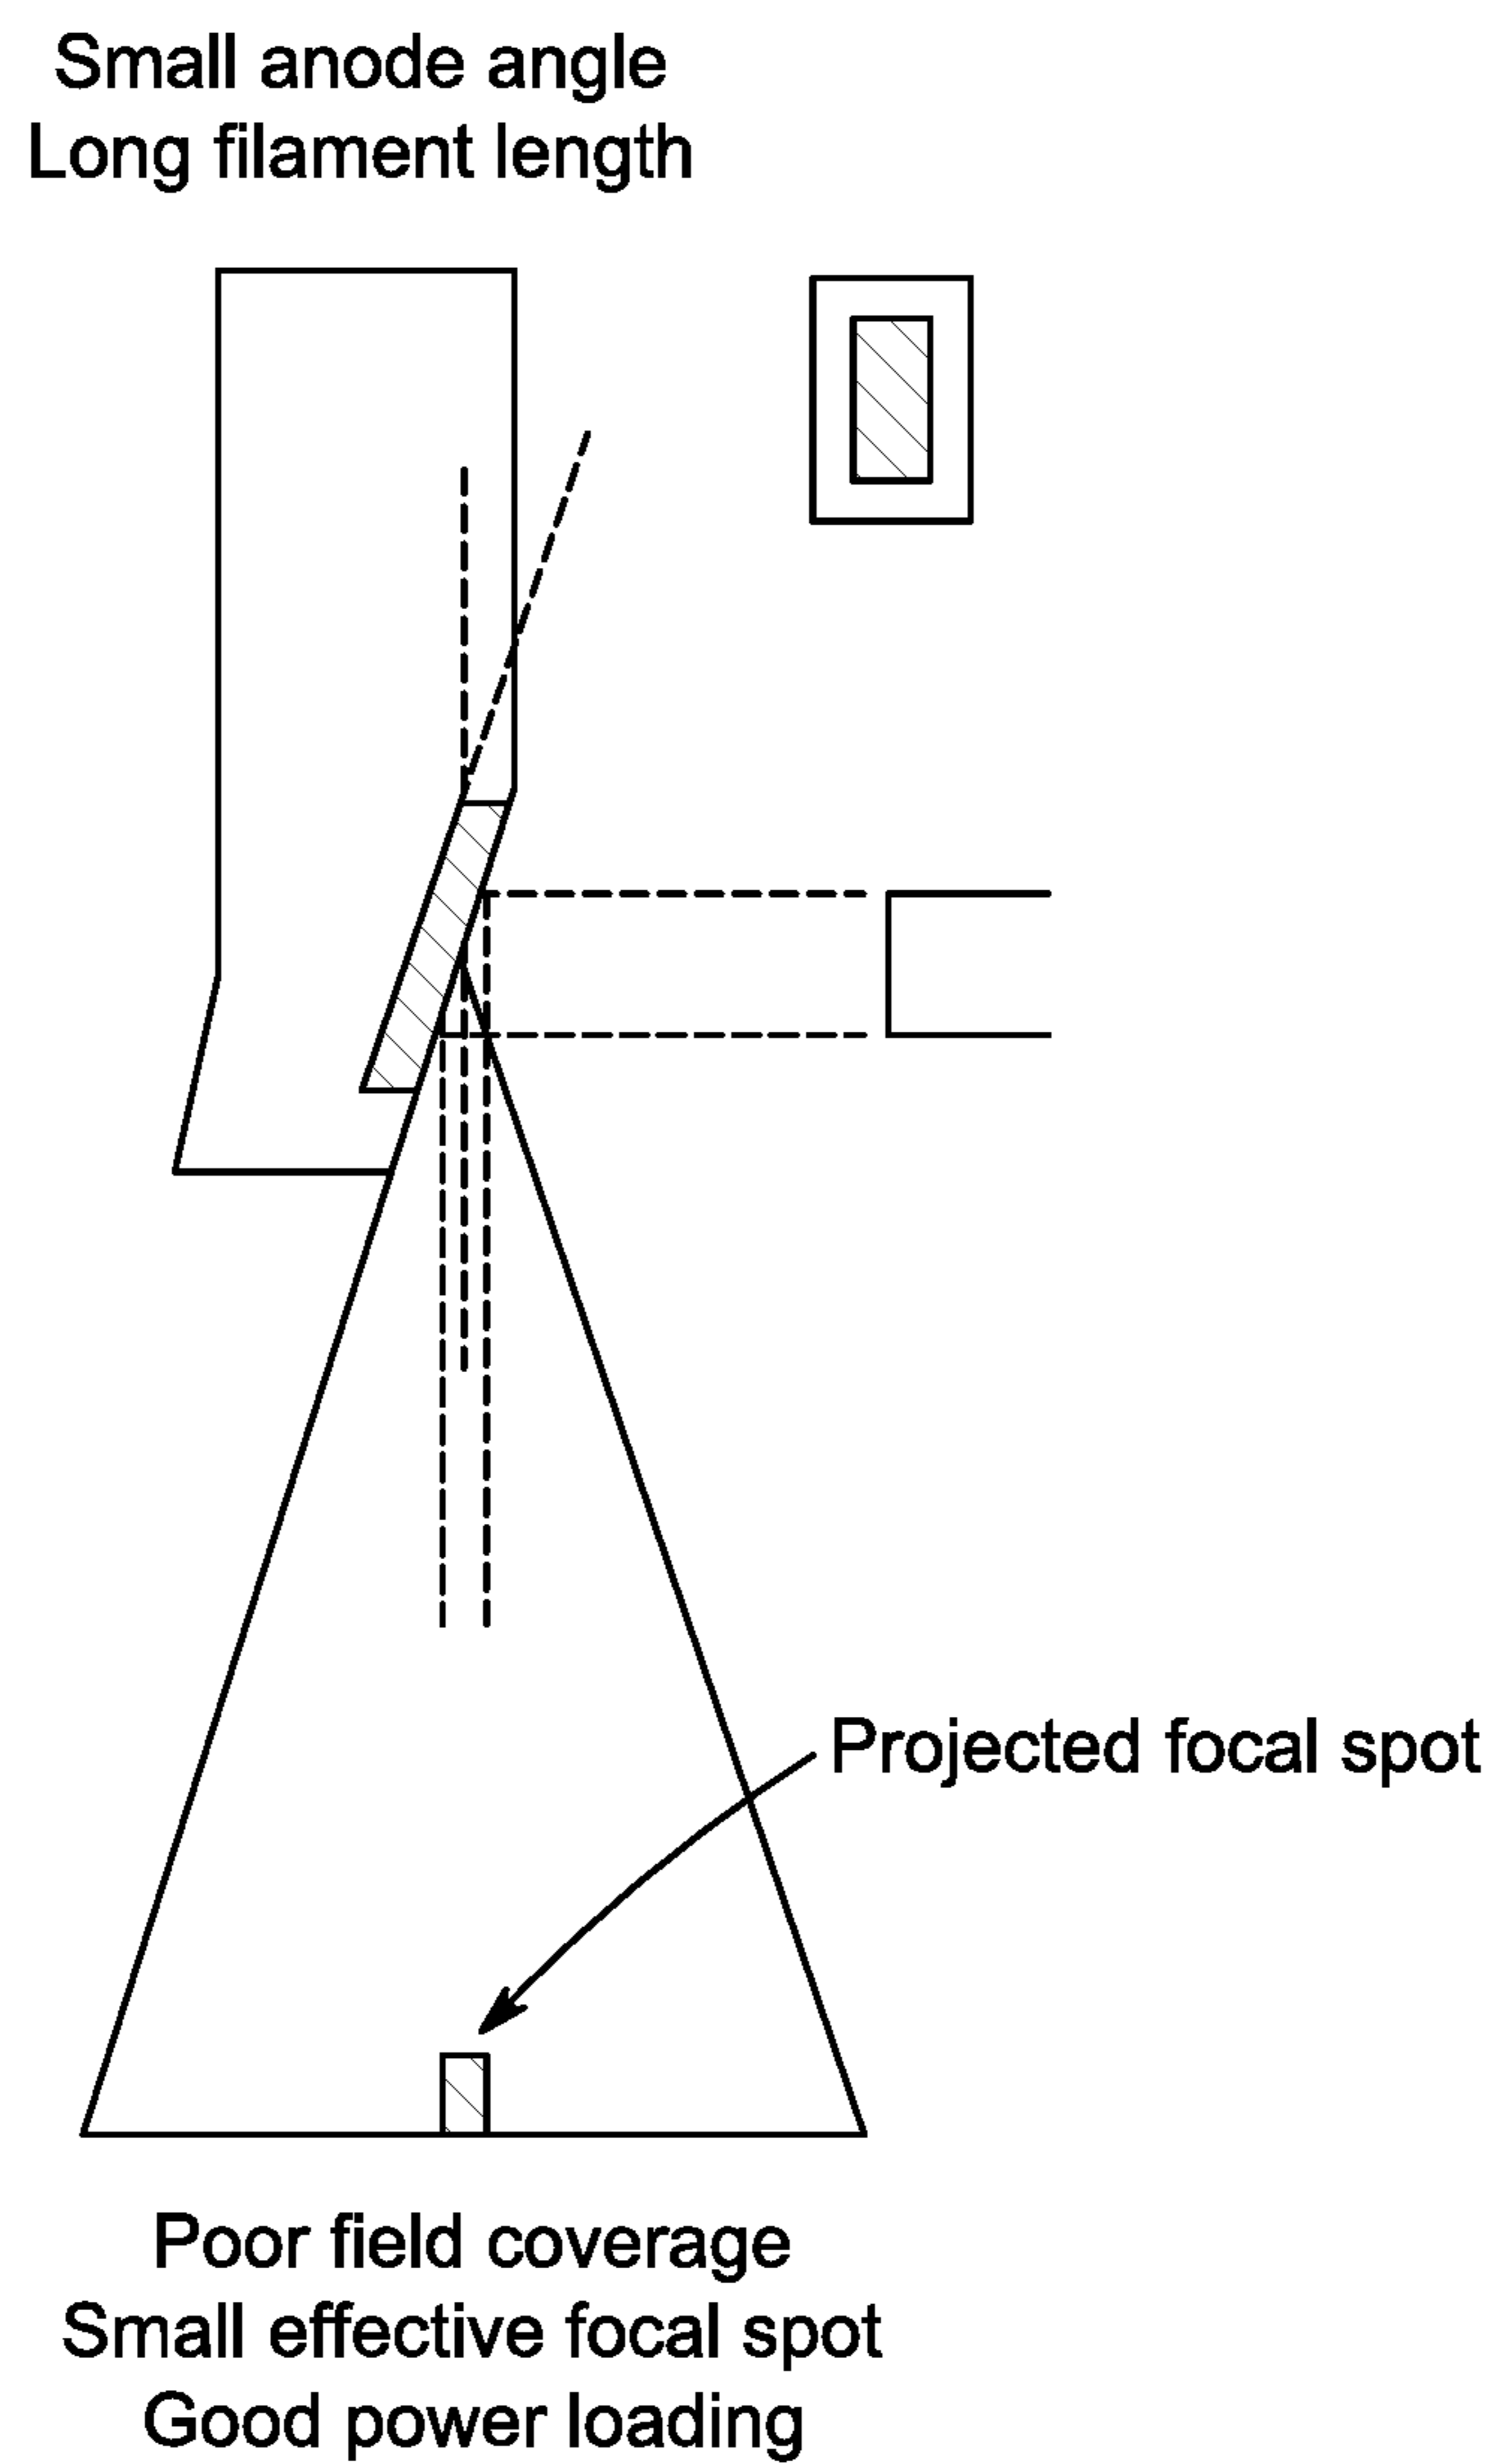 Small anode angle
Long filament length
Projected focal spot
Poor field coverage
Small effective focal spot
Good power loading